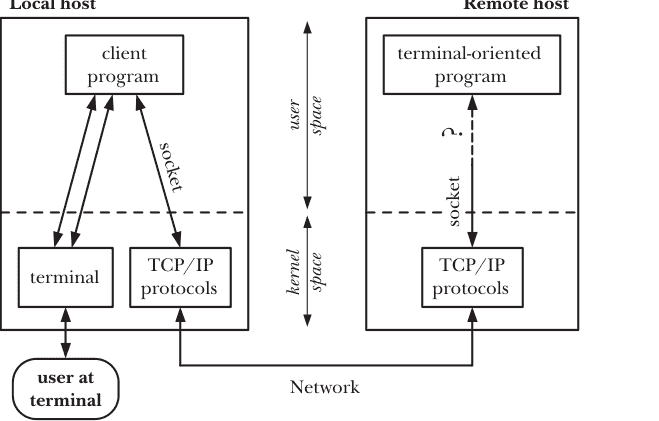 Local host
Remote host
client
program
terminal-oriented
program
user
space
?
socket
socket
kernel
space
terminal
TCP/IP
protocols
TCP/IP
protocols
user at
terminal
Network